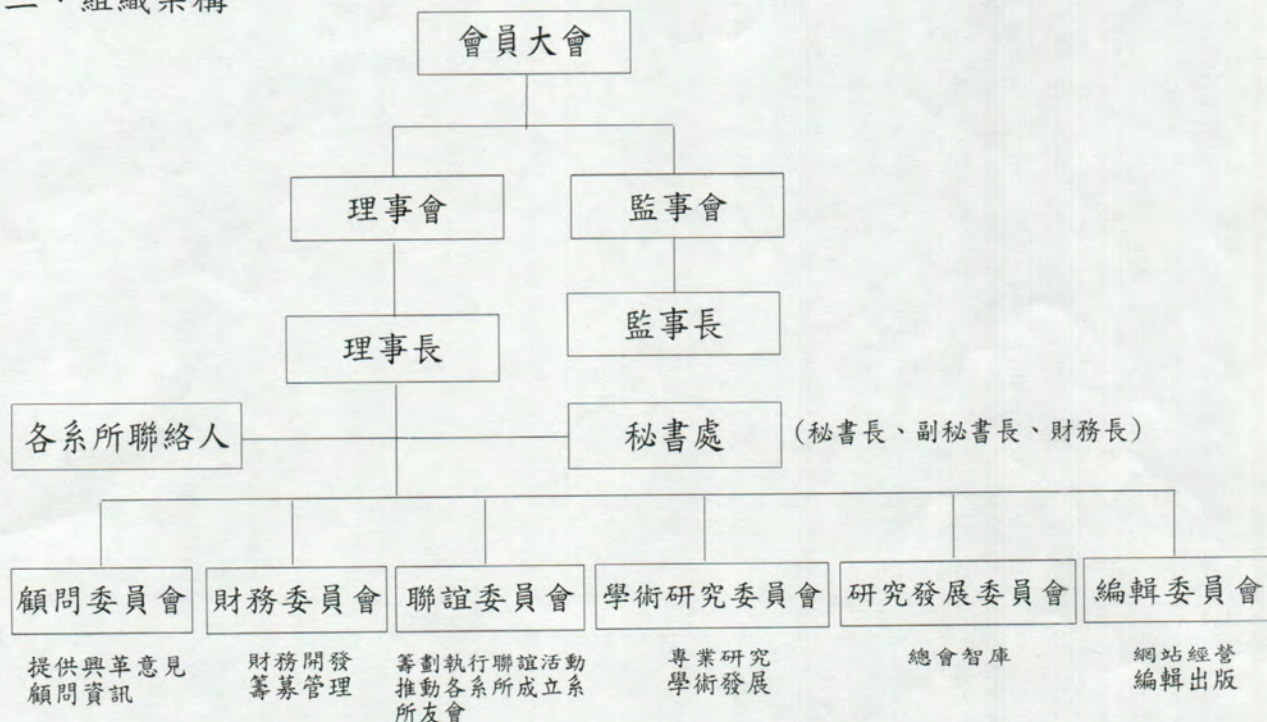 組織架構
會員大會
理事會
監事會
理事長
監事長
各系所聯絡人
秘書處
(秘書長、副秘書長、財務長)
顧問委員會
財務委員會
聯誼委員會
學術研究委員會
研究發展委員會
編輯委員會
提供興革意見
顧問資訊
財務開發
籌募管理
籌劃執行聯誼活動
推動各系所成立系
所友會
專業研究
學術發展
總會智庫
網站經營
編輯出版